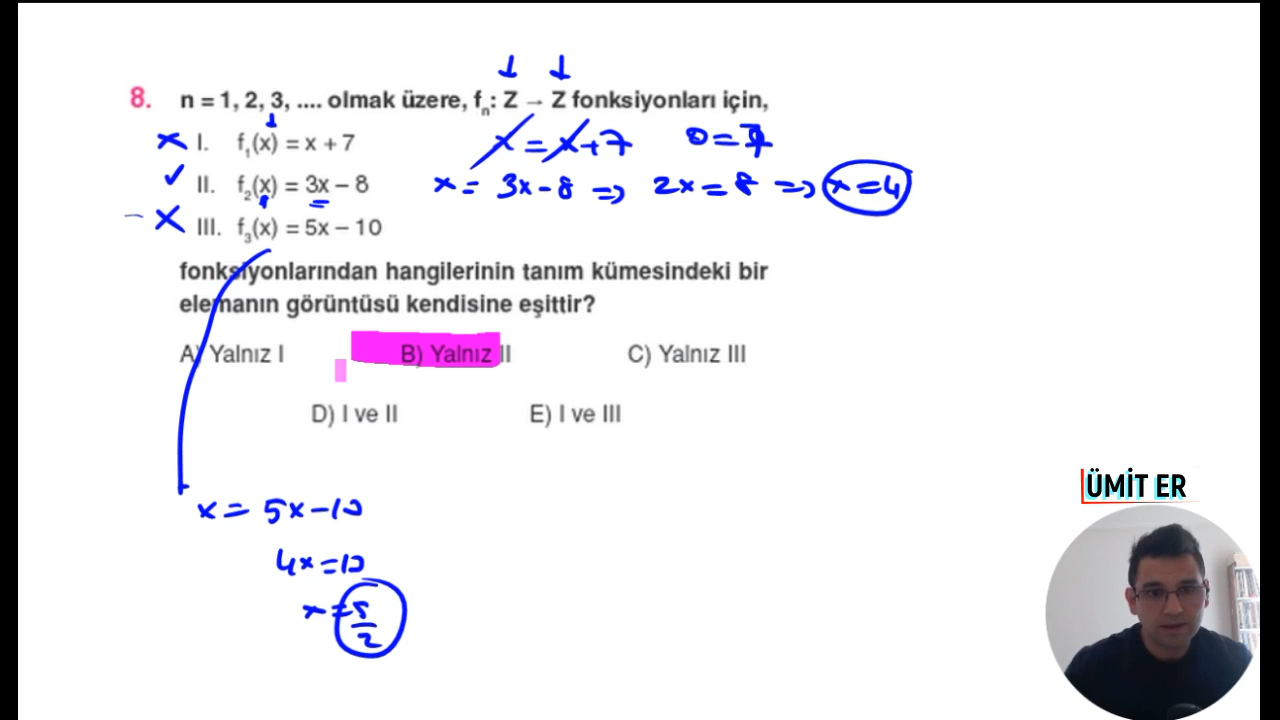 8. n = 1, 2, 3, .... olmak üzere, fn: Z → Z fonksiyonları için,
I. f1(x) = x + 7 x = x+7 0 = 7
II. f2(x) = 3x – 8 x = 3x-8 => 2x = 8 => x = 4
III. f3(x) = 5x – 10
fonksiyonlarından hangilerinin tanım kümesindeki bir
elemanın görüntüsü kendisine eşittir?
A) Yalnız I B) Yalnız II C) Yalnız III
D) I ve II E) I ve III
x = 5x-10
4x = 10
x = 5/2
ÜMİT ER